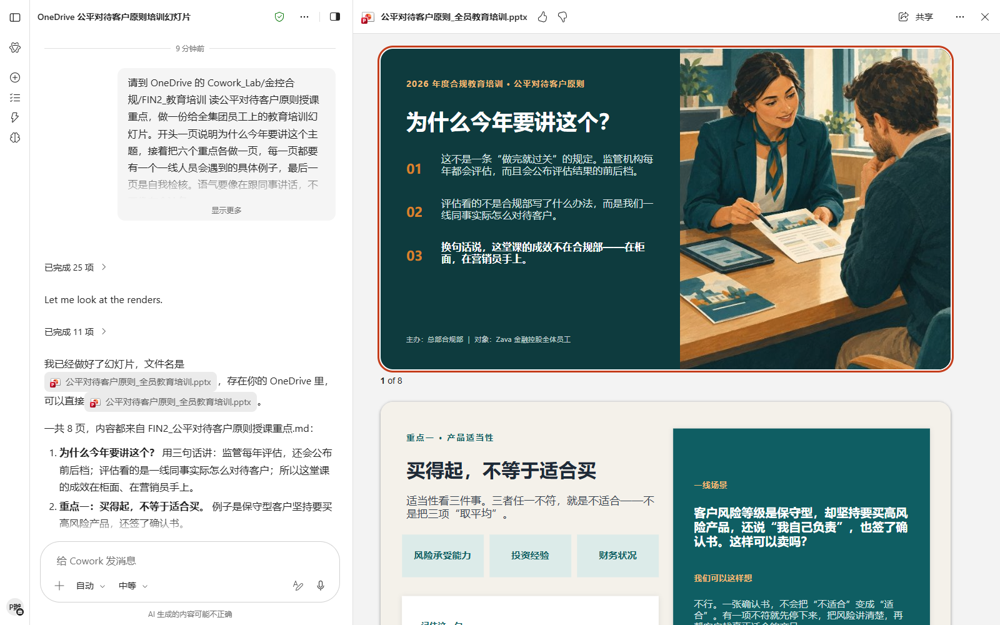 OneDrive 公平对待客户原则培训幻灯片
9 分钟前
请到 OneDrive 的 Cowork_Lab/金控合
规/FIN2_教育培训 读公平对待客户原则授课
重点，做一份给全集团员工上的教育培训幻
灯片。开头一页说明为什么今年要讲这个主
题，接着把六个重点各做一页，每一页都要
有一个一线人员会遇到的具体例子，最后一
页是自我检核。语气要像在跟同事讲话，不
显示更多
已完成 25 项
Let me look at the renders.
已完成 11 项
我已经做好了幻灯片，文件名是
公平对待客户原则_全员教育培训.pptx ，存在你的 OneDrive 里，
可以直接 公平对待客户原则_全员教育培训.pptx 。
一共 8 页，内容都来自 FIN2_公平对待客户原则授课重点.md：
1. 为什么今年要讲这个？ 用三句话讲：监管每年评估，还会公布
前后档；评估看的是一线同事实际怎么对待客户；所以这堂课
的成效在柜面、在营销员手上。
2. 重点一：买得起，不等于适合买。 例子是保守型客户坚持要买
高风险产品，还签了确认书。
给 Cowork 发消息
自动 中等
AI 生成的内容可能不正确
P辦
公平对待客户原则_全员教育培训.pptx
共享
2026 年度合规教育培训 • 公平对待客户原则
为什么今年要讲这个？
01 这不是一条“做完就过关”的规定。监管机构每
年都会评估，而且会公布评估结果的前后档。
02 评估看的不是合规部写了什么办法，而是我们一
线同事实际怎么对待客户。
03 换句话说，这堂课的成效不在合规部——在柜
面，在营销员手上。
主办：总部合规部 | 对象：Zava 金融控股全体员工
1 of 8
重点一 • 产品适当性
买得起，不等于适合买
适当性看三件事。三者任一不符，就是不适合——不
是把三项“取平均”。
风险承受能力 投资经验 财务状况
一线场景
客户风险等级是保守型，却坚持要买高风
险产品，还说“我自己负责”，也签了确
认书。这样可以卖吗？
我们可以这样想
不行。一张确认书，不会把“不适合”变成“适
合”。有一项不符就先停下来，把风险讲清楚，再